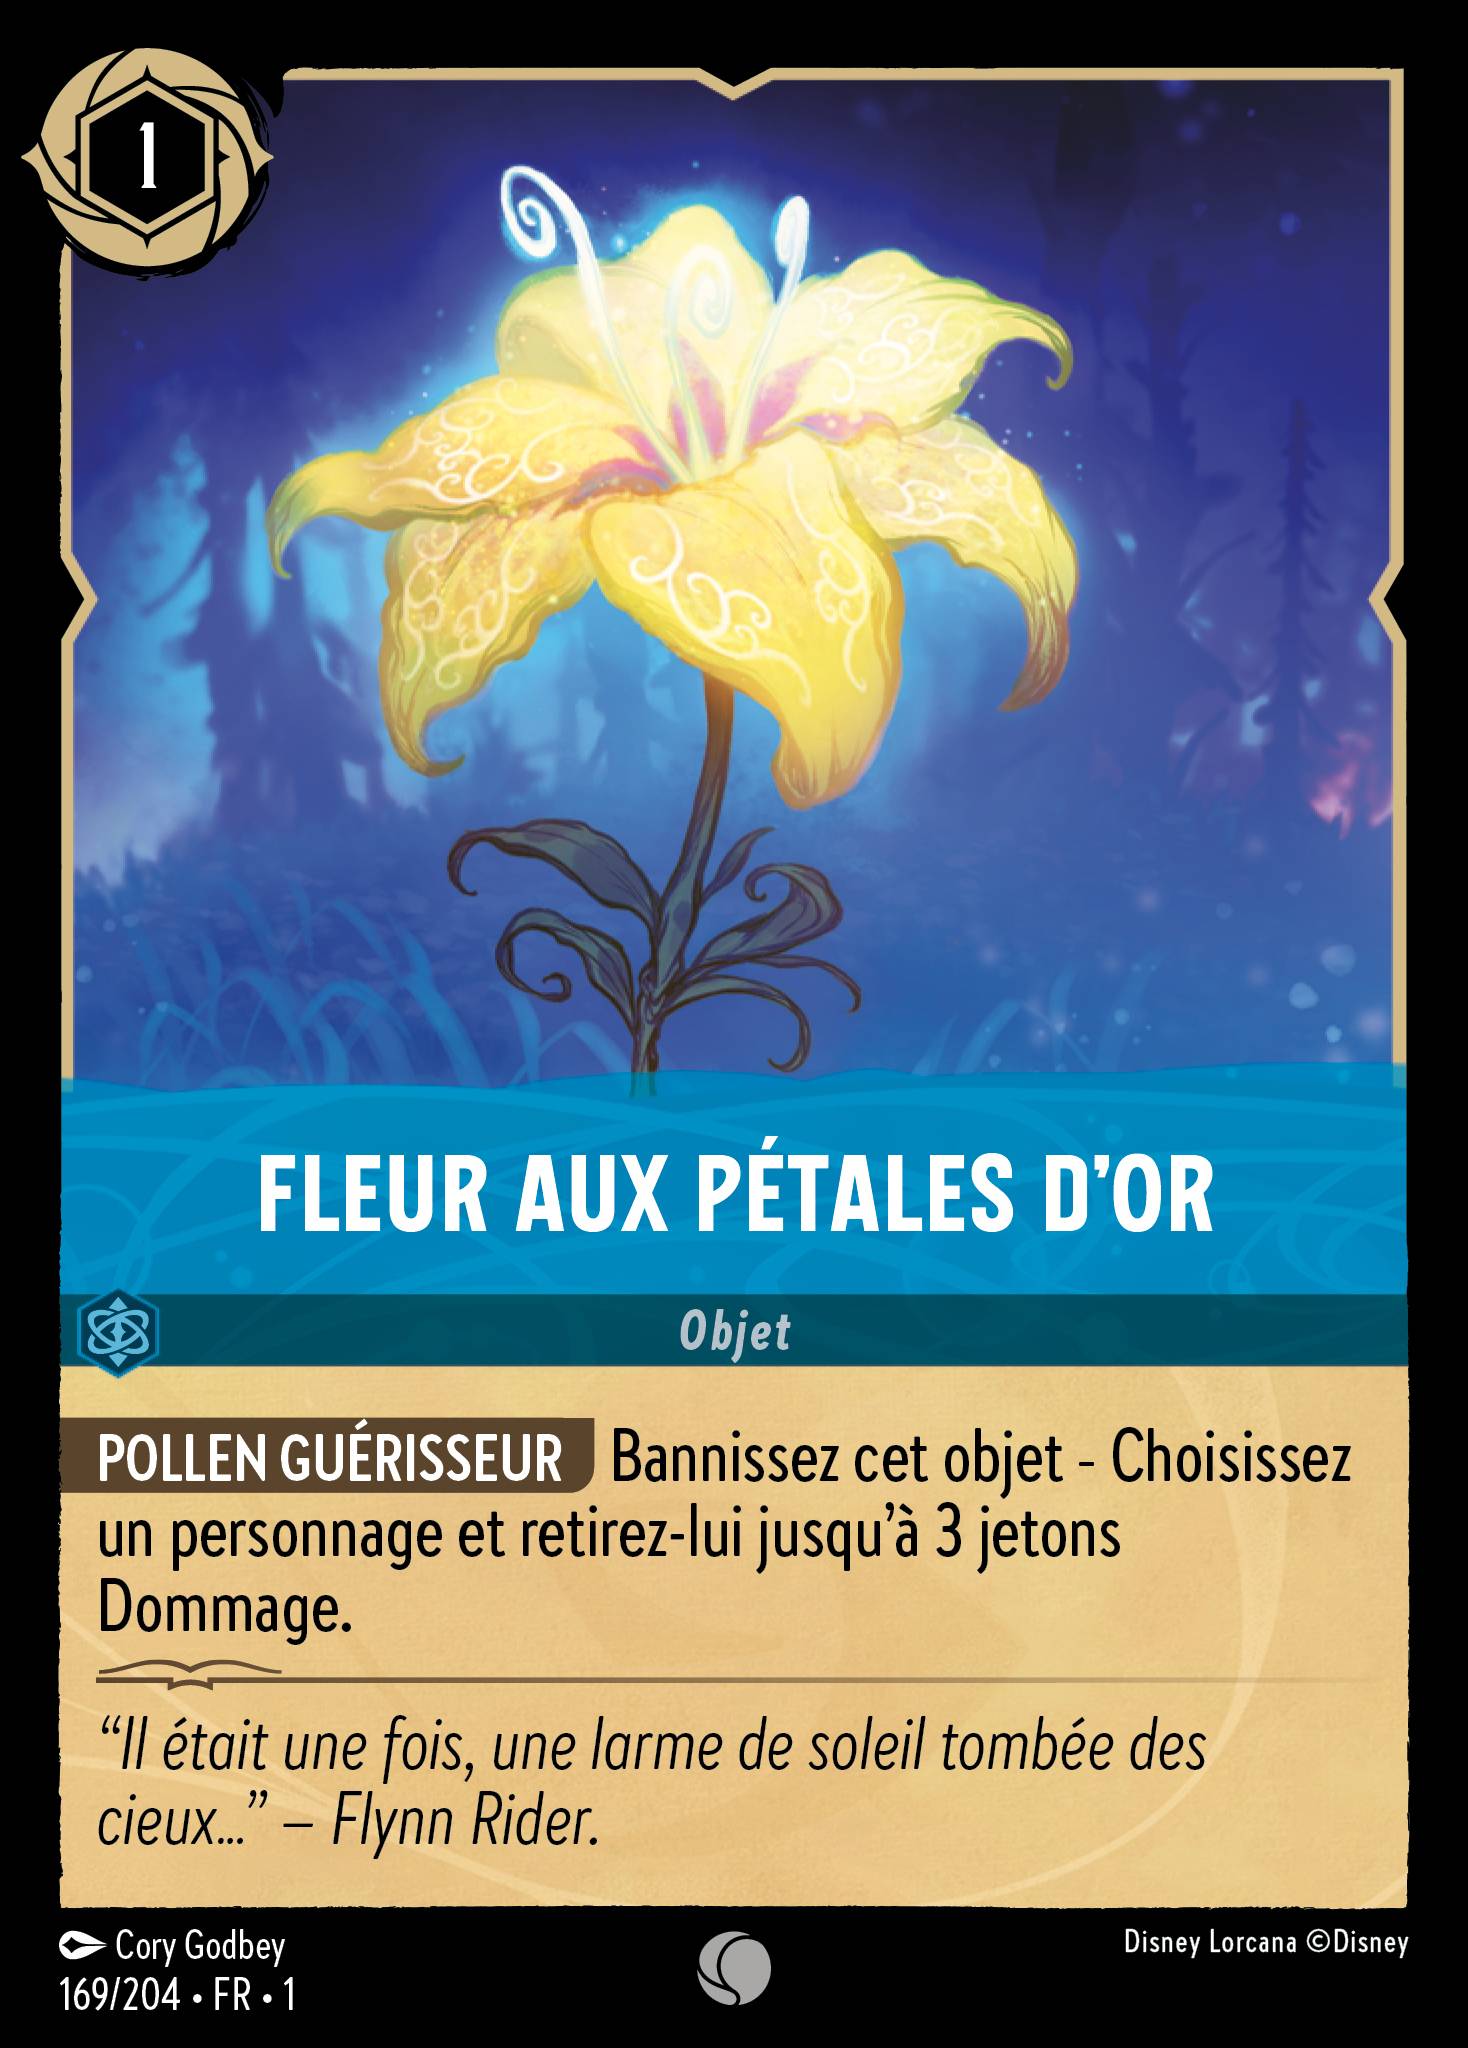 1
FLEUR AUX PÉTALES D’OR
Objet
POLLEN GUÉRISSEUR Bannissez cet objet - Choisissez
un personnage et retirez-lui jusqu’à 3 jetons
Dommage.
“Il était une fois, une larme de soleil tombée des
cieux...” – Flynn Rider.
Cory Godbey
Disney Lorcana ©Disney
169/204 • FR • 1